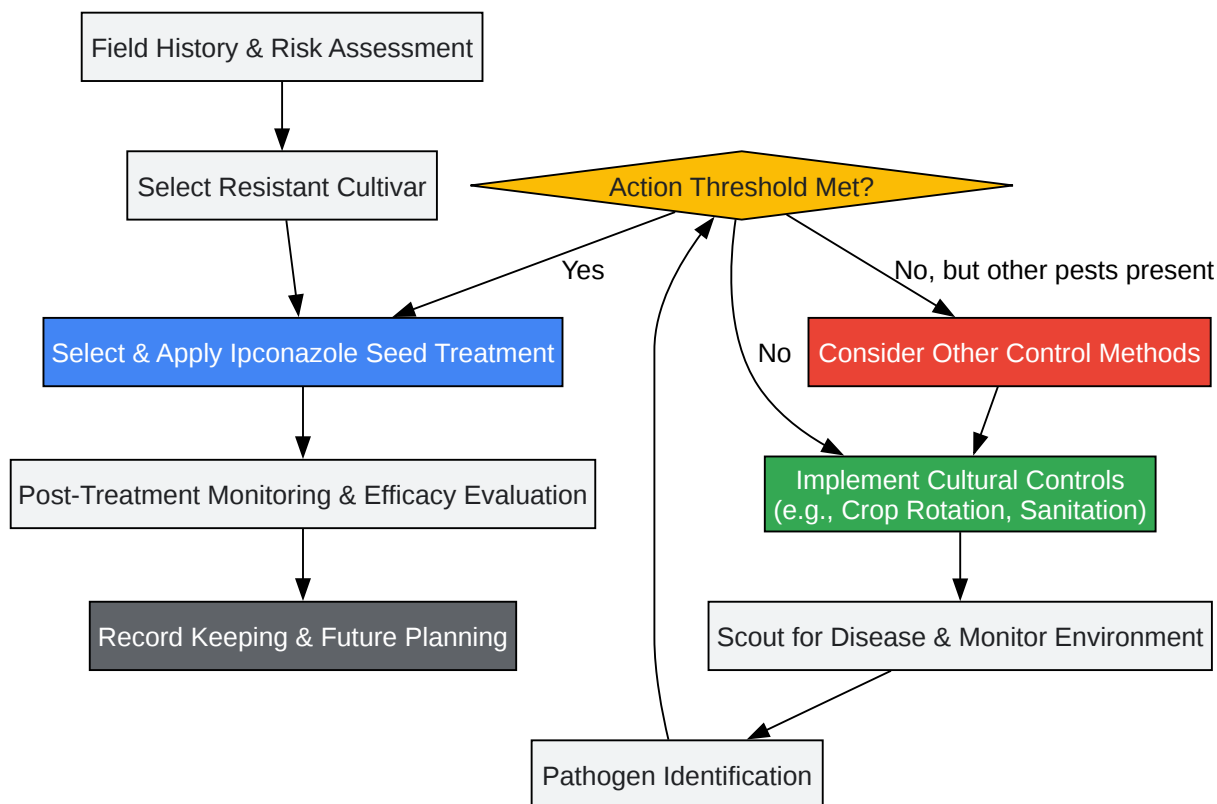 Field History & Risk Assessment
Select Resistant Cultivar
Action Threshold Met?
Yes
No, but other pests present
Select & Apply Ipconazole Seed Treatment
No
Consider Other Control Methods
Post-Treatment Monitoring & Efficacy Evaluation
Implement Cultural Controls
(e.g., Crop Rotation, Sanitation)
Record Keeping & Future Planning
Scout for Disease & Monitor Environment
Pathogen Identification